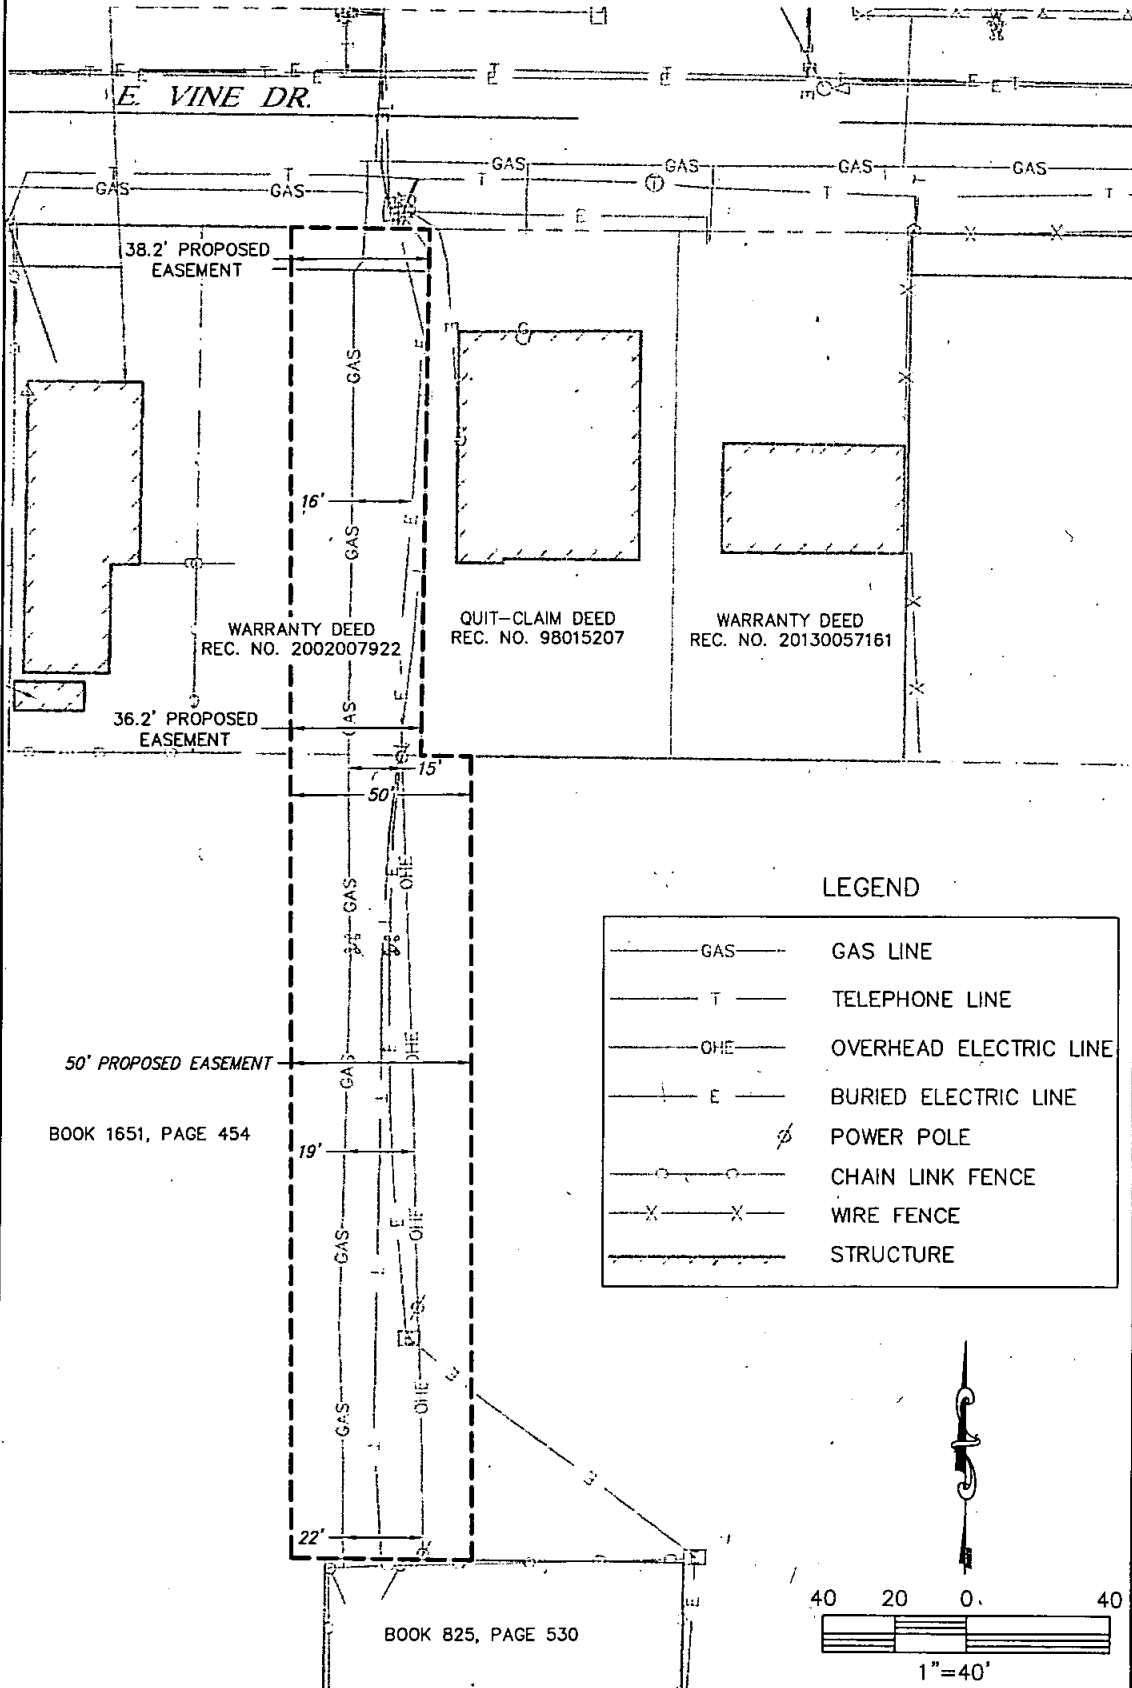 E. VINE DR.
GAS
GAS
GAS
GAS
GAS
GAS
38.2' PROPOSED
EASEMENT
GAS
16'
GAS
WARRANTY DEED
REC. NO. 2002007922
QUIT-CLAIM DEED
REC. NO. 98015207
WARRANTY DEED
REC. NO. 20130057161
36.2' PROPOSED
EASEMENT
GAS
15'
50'
OHE
GAS
LEGEND
GAS GAS LINE
T TELEPHONE LINE
OHE OVERHEAD ELECTRIC LINE
E BURIED ELECTRIC LINE
POWER POLE
CHAIN LINK FENCE
X X WIRE FENCE
STRUCTURE
OHE
50' PROPOSED EASEMENT
GAS
BOOK 1651, PAGE 454
19'
OHE
GAS
OHE
GAS
22'
BOOK 825, PAGE 530
40 20 0 40
1"=40'